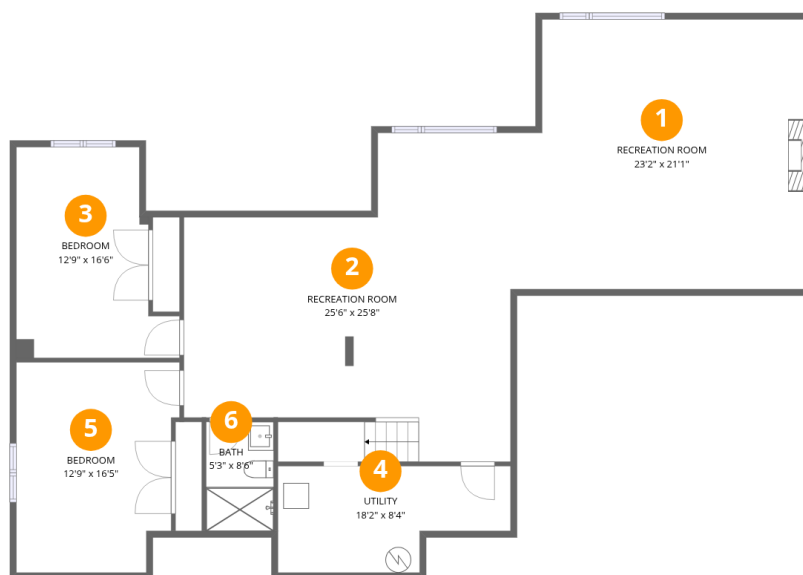 1
RECREATION ROOM
23'2" x 21'1"
3
BEDROOM
12'9" x 16'6"
2
RECREATION ROOM
25'6" x 25'8"
5
BEDROOM
12'9" x 16'5"
6
BATH
5'3" x 8'6"
4
UTILITY
18'2" x 8'4"